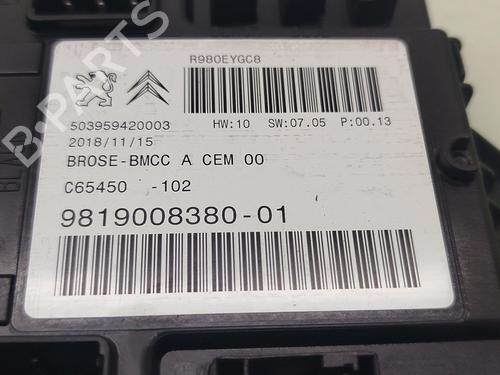 R980EYGC8
503959420003 HW:10 SW:07.05 P:00.13
2018/11/15
BROSE-BMCC A CEM 00
C65450 -102
9819008380-01
B-PARTS